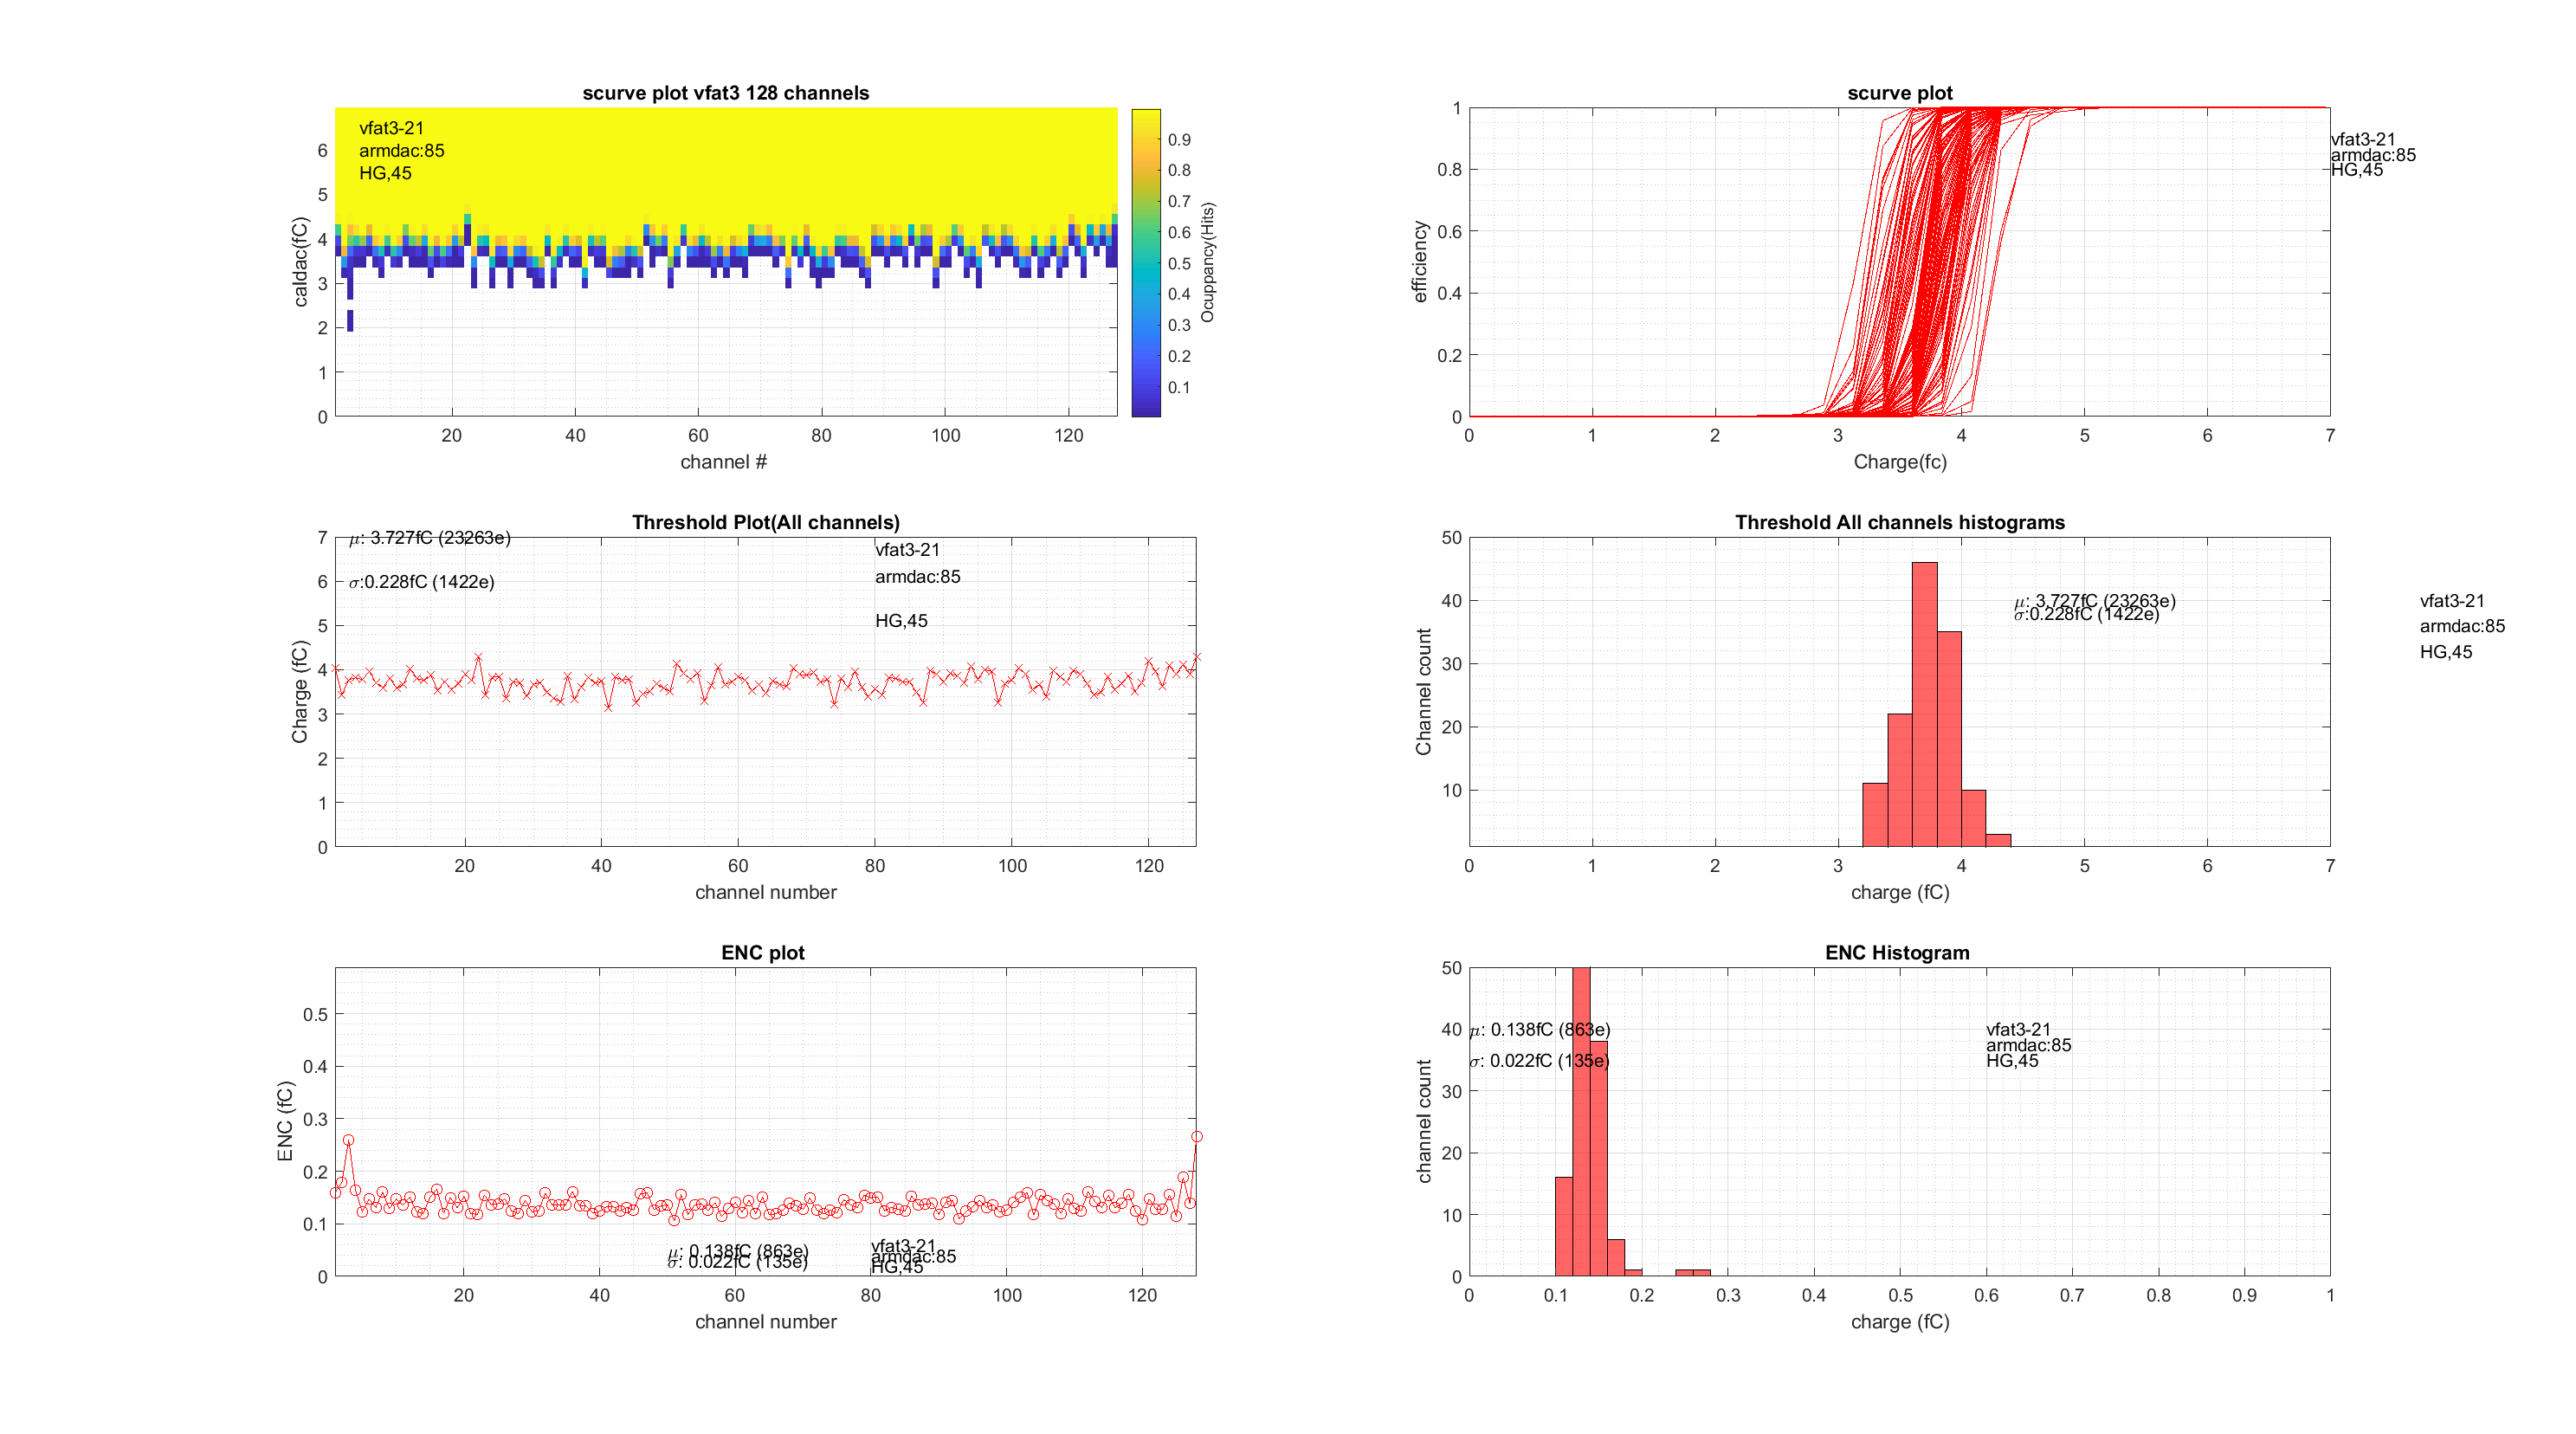 scurve plot vfat3 128 channels
vfat3-21
armdac:85
HG,45
caldac(fC)
6
5
4
3
2
1
0
20 40 60 80 100 120
channel #
0.9
0.8
0.7
0.6
0.5
0.4
0.3
0.2
0.1
Ocuppancy(Hits)
scurve plot
vfat3-21
armdac:85
HG,45
efficiency
1
0.8
0.6
0.4
0.2
0
0 1 2 3 4 5 6 7
Charge(fc)
Threshold Plot(All channels)
μ: 3.727fC (23263e)
σ:0.228fC (1422e)
vfat3-21
armdac:85
HG,45
Charge (fC)
7
6
5
4
3
2
1
0
20 40 60 80 100 120
channel number
Threshold All channels histograms
μ: 3.727fC (23263e)
σ:0.228fC (1422e)
vfat3-21
armdac:85
HG,45
Channel count
50
40
30
20
10
0 1 2 3 4 5 6 7
charge (fC)
ENC plot
ENC (fC)
0.5
0.4
0.3
0.2
0.1
0
μ: 0.138fC (863e)
σ: 0.022fC (135e)
vfat3-21
armdac:85
HG,45
20 40 60 80 100 120
channel number
ENC Histogram
μ: 0.138fC (863e)
σ: 0.022fC (135e)
vfat3-21
armdac:85
HG,45
channel count
50
40
30
20
10
0
0 0.1 0.2 0.3 0.4 0.5 0.6 0.7 0.8 0.9 1
charge (fC)